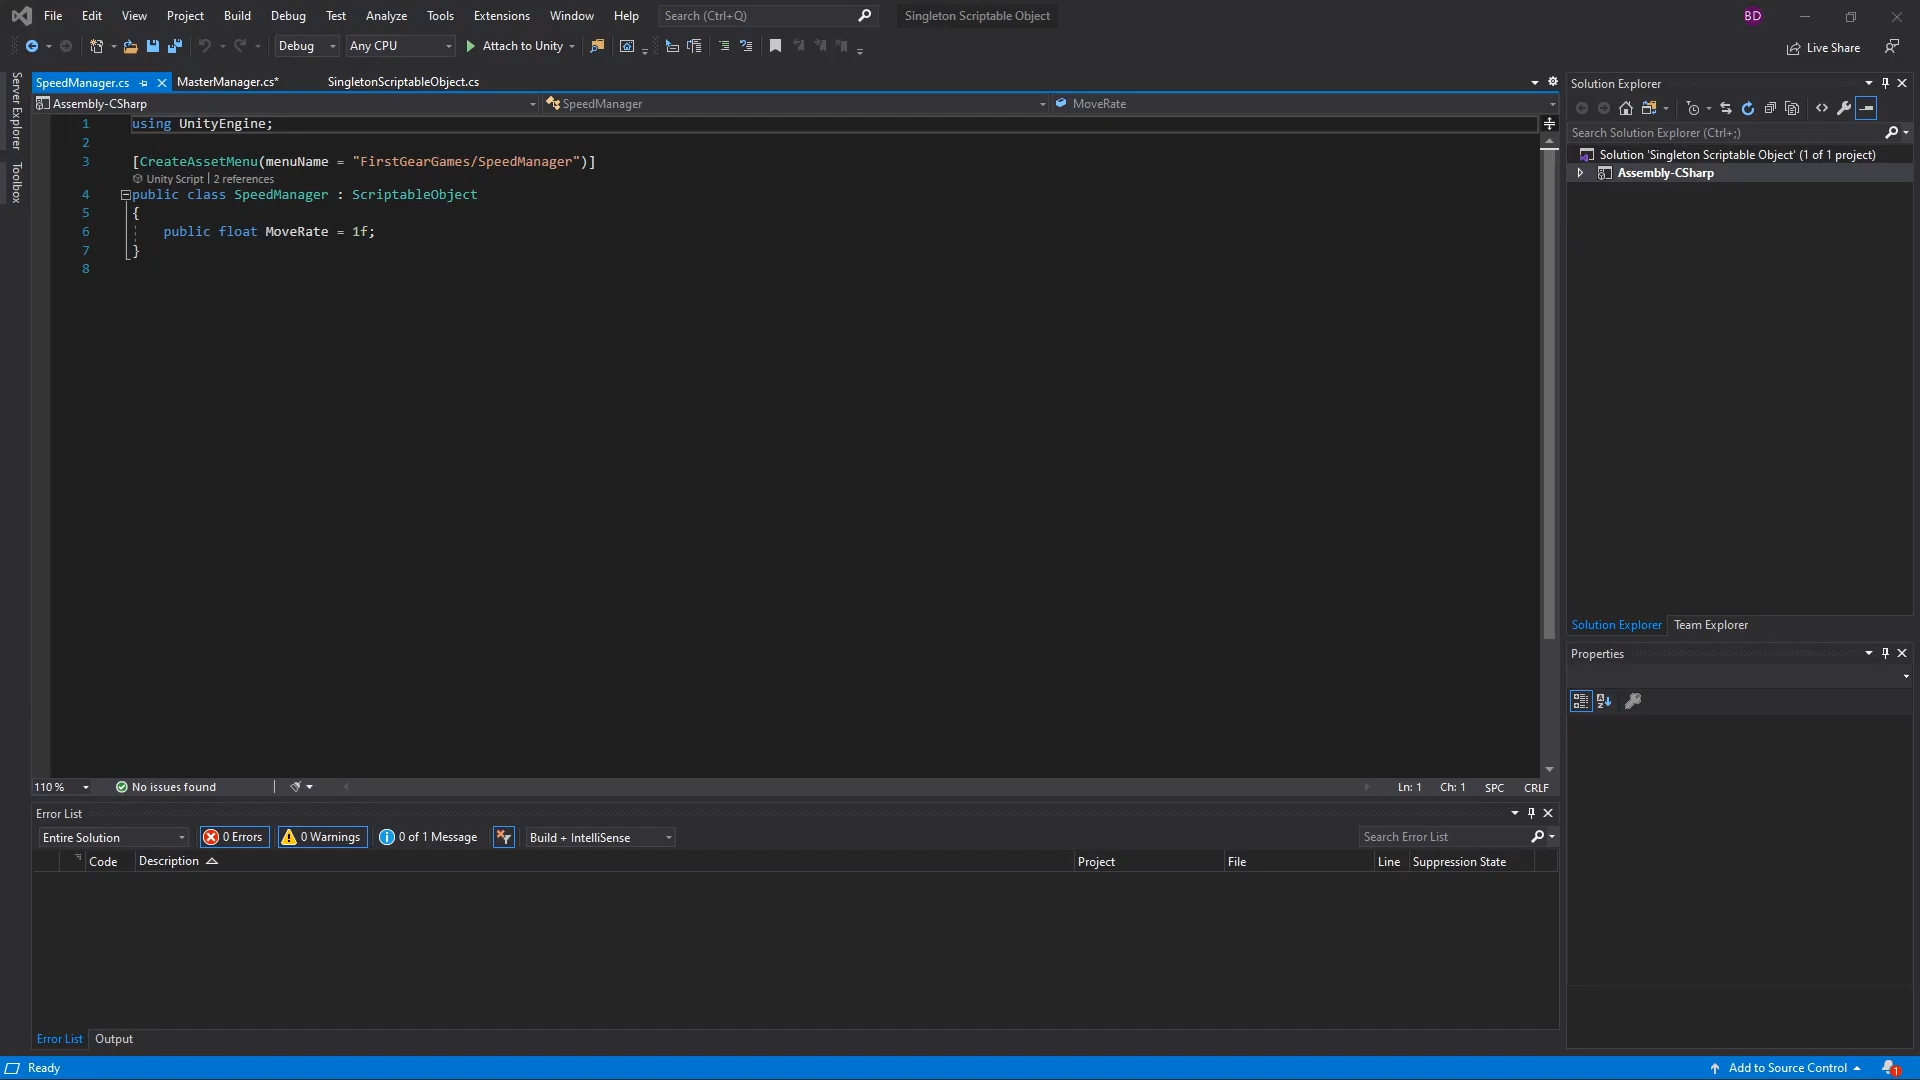 File Edit View Project Build Debug Test Analyze Tools Extensions Window Help Search (Ctrl+Q) Singleton Scriptable Object BD
Debug Any CPU Attach to Unity Live Share
SpeedManager.cs MasterManager.cs* SingletonScriptableObject.cs
Assembly-CSharp SpeedManager MoveRate
1 using UnityEngine;
2
3 [CreateAssetMenu(menuName = "FirstGearGames/SpeedManager")]
Unity Script | 2 references
4 public class SpeedManager : ScriptableObject
5 {
6 public float MoveRate = 1f;
7 }
8
110 % No issues found Ln: 1 Ch: 1 SPC CRLF
Server Explorer
Toolbox
Solution Explorer
Search Solution Explorer (Ctrl+;)
Solution 'Singleton Scriptable Object' (1 of 1 project)
Assembly-CSharp
Solution Explorer Team Explorer
Properties
Error List
Entire Solution 0 Errors 0 Warnings 0 of 1 Message Build + IntelliSense Search Error List
Code Description Project File Line Suppression State
Error List Output
Ready Add to Source Control 1